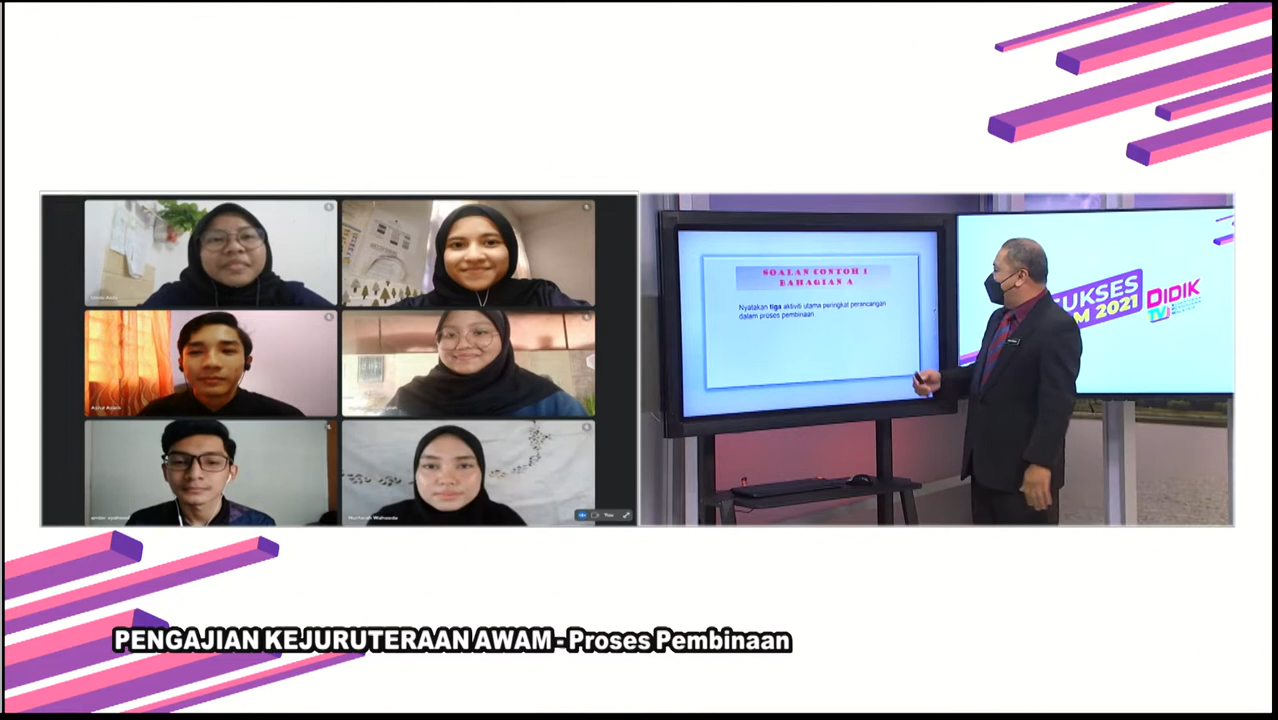 SOALAN CONTOH 1
BAHAGIAN A
Nyatakan tiga aktiviti utama peringkat perancangan
dalam proses pembinaan
SUKSES
M 2021
DIDIK
TV
You
PENGAJIAN KEJURUTERAAN AWAM - Proses Pembinaan